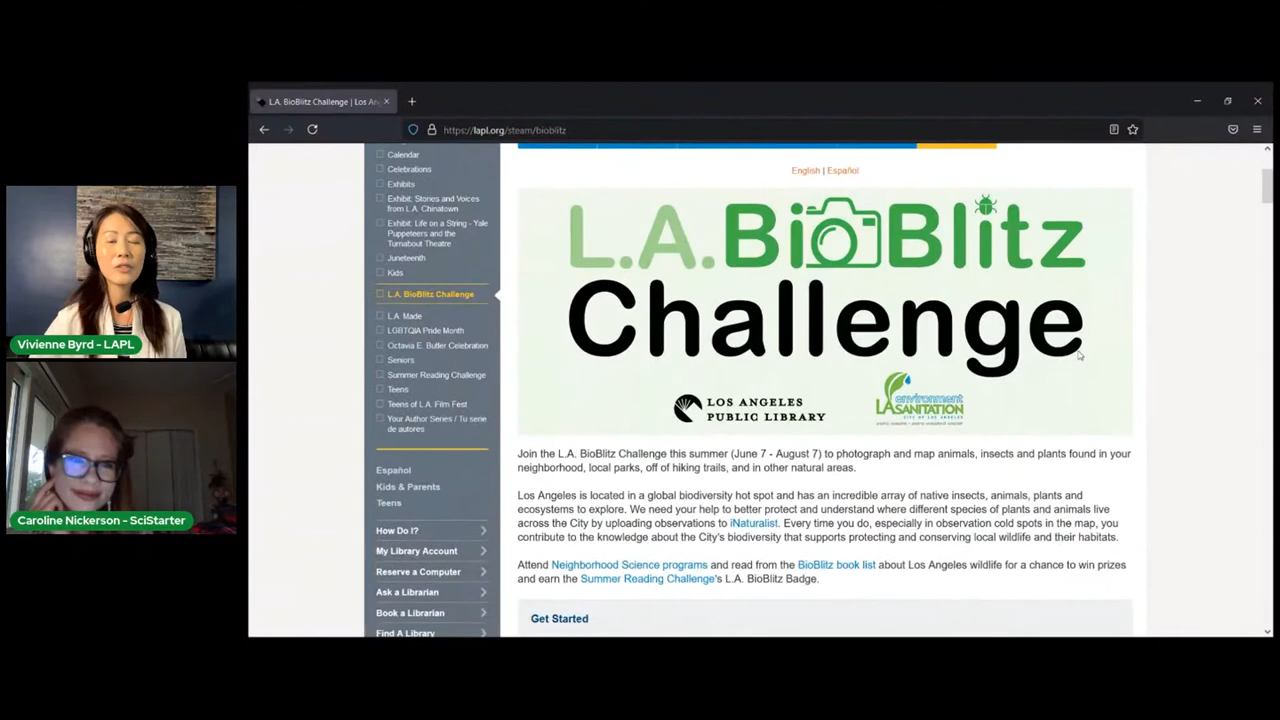 L.A. BioBlitz Challenge | Los An
https://lapl.org/steam/bioblitz
Vivienne Byrd - LAPL
Caroline Nickerson - SciStarter
Calendar
Celebrations
Exhibits
Exhibit: Stories and Voices
from L.A. Chinatown
Exhibit: Life on a String - Yale
Puppeteers and the
Turnabout Theatre
Juneteenth
Kids
L.A. BioBlitz Challenge
L.A. Made
LGBTQIA Pride Month
Octavia E. Butler Celebration
Seniors
Summer Reading Challenge
Teens
Teens of L.A. Film Fest
Your Author Series / Tu serie
de autores
Español
Kids & Parents
Teens
How Do I?
My Library Account
Reserve a Computer
Ask a Librarian
Book a Librarian
Find A Library
English | Español
L.A. BioBlitz
Challenge
LOS ANGELES
PUBLIC LIBRARY
environment
LA SANITATION
CITY OF LOS ANGELES
Join the L.A. BioBlitz Challenge this summer (June 7 - August 7) to photograph and map animals, insects and plants found in your
neighborhood, local parks, off of hiking trails, and in other natural areas.
Los Angeles is located in a global biodiversity hot spot and has an incredible array of native insects, animals, plants and
ecosystems to explore. We need your help to better protect and understand where different species of plants and animals live
across the City by uploading observations to iNaturalist. Every time you do, especially in observation cold spots in the map, you
contribute to the knowledge about the City's biodiversity that supports protecting and conserving local wildlife and their habitats.
Attend Neighborhood Science programs and read from the BioBlitz book list about Los Angeles wildlife for a chance to win prizes
and earn the Summer Reading Challenge's L.A. BioBlitz Badge.
Get Started